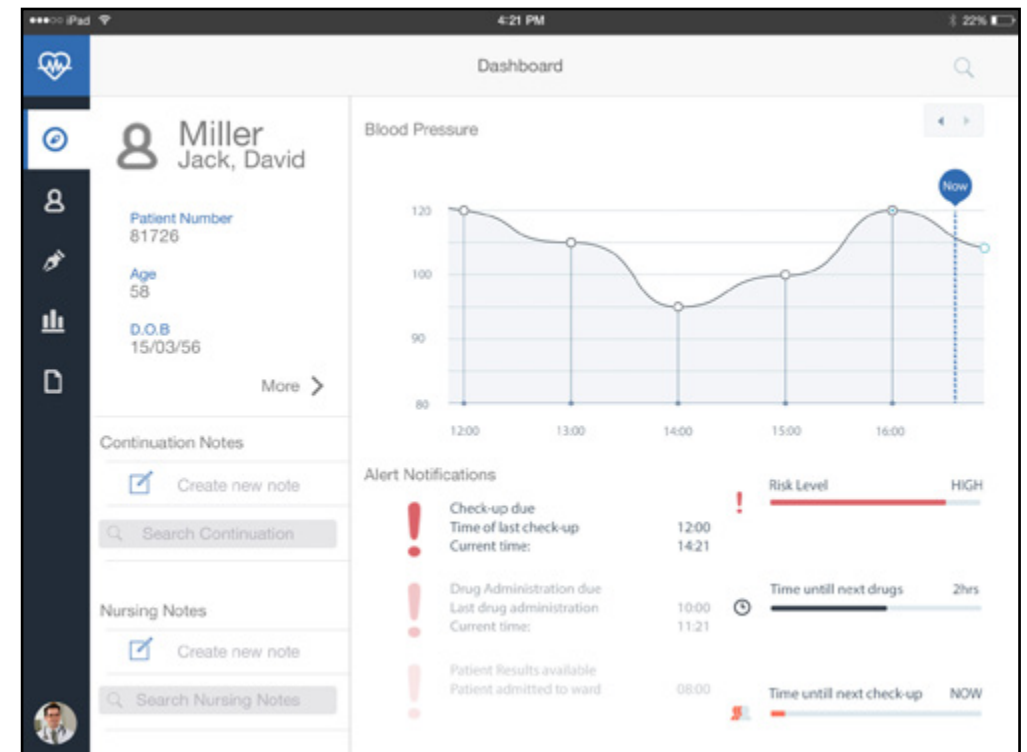 iPad
4:21 PM
22%
Dashboard
Miller
Jack, David
Patient Number
81726
Age
58
D.O.B
15/03/56
More
Continuation Notes
Create new note
Search Continuation
Nursing Notes
Create new note
Search Nursing Notes
Blood Pressure
Now
120
100
90
80
12:00 13:00 14:00 15:00 16:00
Alert Notifications
Check-up due
Time of last check-up 12:00
Current time: 14:21
Drug Administration due
Last drug administration 10:00
Current time: 11:21
Patient Results available
Patient admitted to ward 08:00
Risk Level HIGH
Time untill next drugs 2hrs
Time untill next check-up NOW